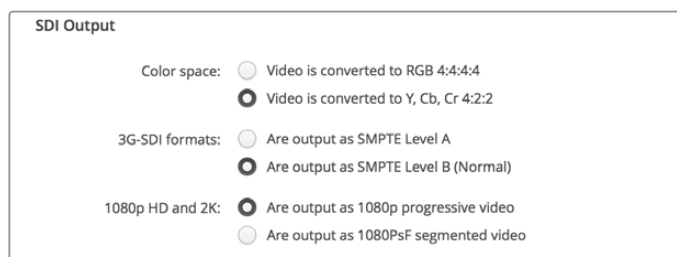 SDI Output
Color space: Video is converted to RGB 4:4:4:4
Video is converted to Y, Cb, Cr 4:2:2
3G-SDI formats: Are output as SMPTE Level A
Are output as SMPTE Level B (Normal)
1080p HD and 2K: Are output as 1080p progressive video
Are output as 1080PsF segmented video